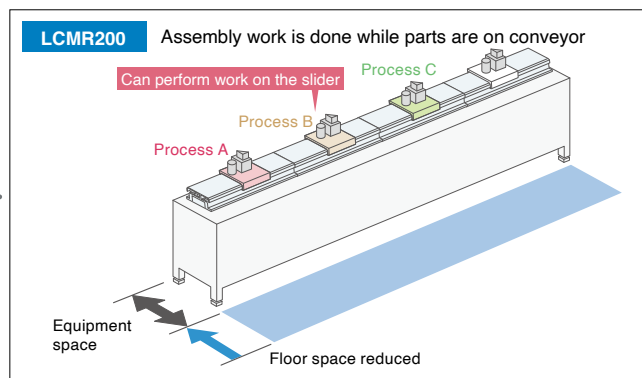 LCMR200
Assembly work is done while parts are on conveyor
Can perform work on the slider
Process C
Process B
Process A
Equipment
space
Floor space reduced